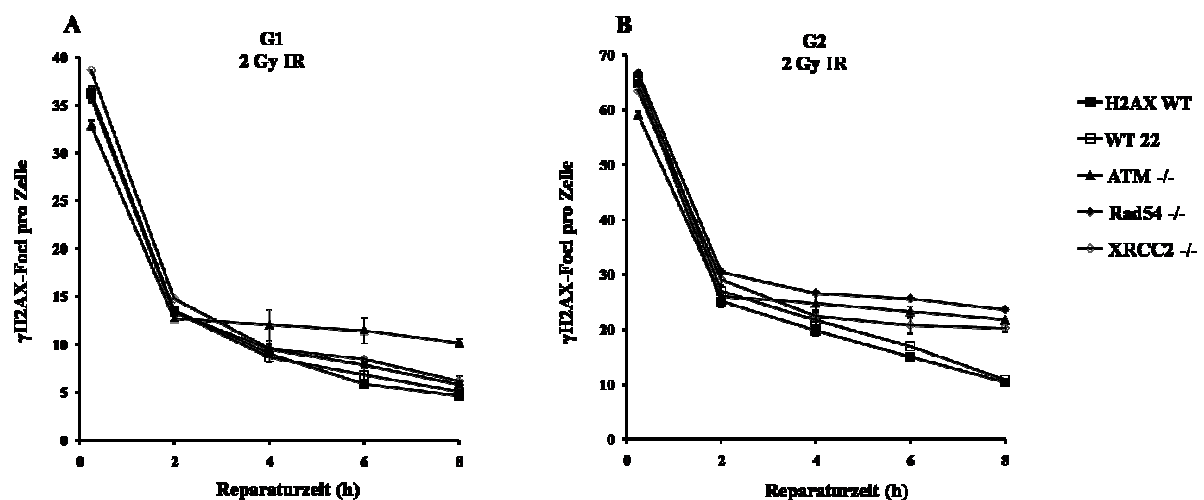 A
G1
2 Gy IR
γH2AX-Foci pro Zelle
40
35
30
25
20
15
10
5
0
0 2 4 6 8
Reparaturzeit (h)
B
G2
2 Gy IR
γH2AX-Foci pro Zelle
70
60
50
40
30
20
10
0
0 2 4 6 8
Reparaturzeit (h)
H2AX WT
WT 22
ATM -/-
Rad54 -/-
XRCC2 -/-